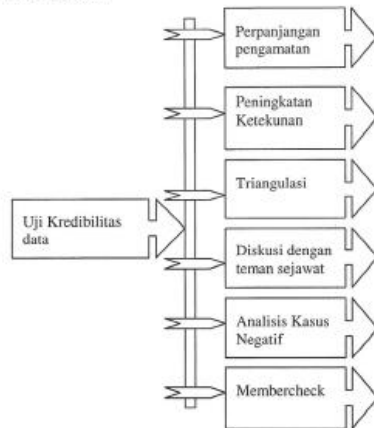 Perpanjangan
pengamatan
Peningkatan
Ketekunan
Triangulasi
Uji Kredibilitas
data
Diskusi dengan
teman sejawat
Analisis Kasus
Negatif
Membercheck